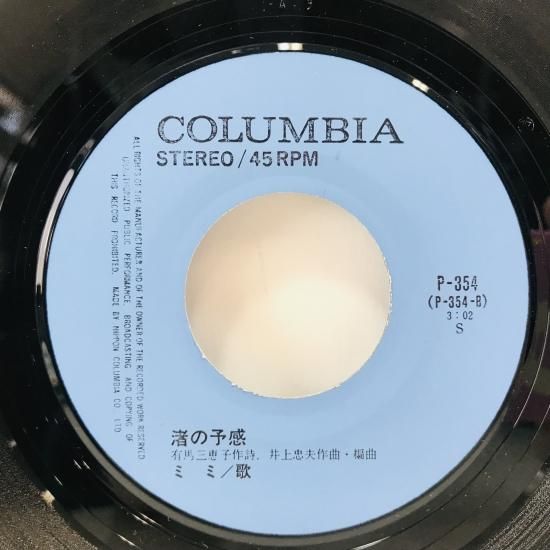 COLUMBIA
STEREO/45RPM
ALL RIGHTS OF THE MANUFACTURER AND OF THE OWNER OF THE RECORDED WORK RESERVED
UNAUTHORIZED PUBLIC PERFORMANCE, BROADCASTING AND COPYING OF
THIS RECORD PROHIBITED. MADE BY NIPPON COLUMBIA CO. LTD
P-354
(P-354-B)
3:02
S
渚の予感
有馬三恵子作詩、井上忠夫作曲・編曲
ミ ミ/歌